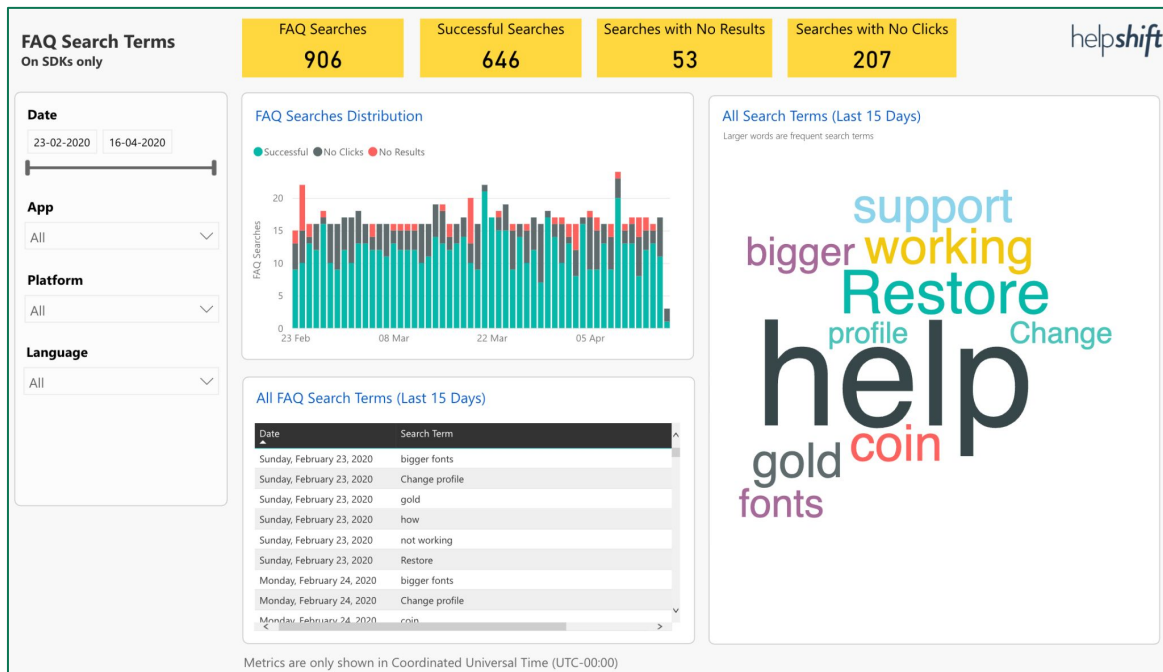 FAQ Search Terms
On SDKs only
FAQ Searches
906
Successful Searches
646
Searches with No Results
53
Searches with No Clicks
207
helpshift
Date
23-02-2020 16-04-2020
App
All
Platform
All
Language
All
FAQ Searches Distribution
Successful No Clicks No Results
FAQ Searches
20
15
10
5
0
23 Feb 08 Mar 22 Mar 05 Apr
All FAQ Search Terms (Last 15 Days)
Date Search Term
Sunday, February 23, 2020 bigger fonts
Sunday, February 23, 2020 Change profile
Sunday, February 23, 2020 gold
Sunday, February 23, 2020 how
Sunday, February 23, 2020 not working
Sunday, February 23, 2020 Restore
Monday, February 24, 2020 bigger fonts
Monday, February 24, 2020 Change profile
Monday, February 24, 2020 coin
All Search Terms (Last 15 Days)
Larger words are frequent search terms
support
bigger working
Restore
profile Change
help
coin
gold
fonts
Metrics are only shown in Coordinated Universal Time (UTC-00:00)